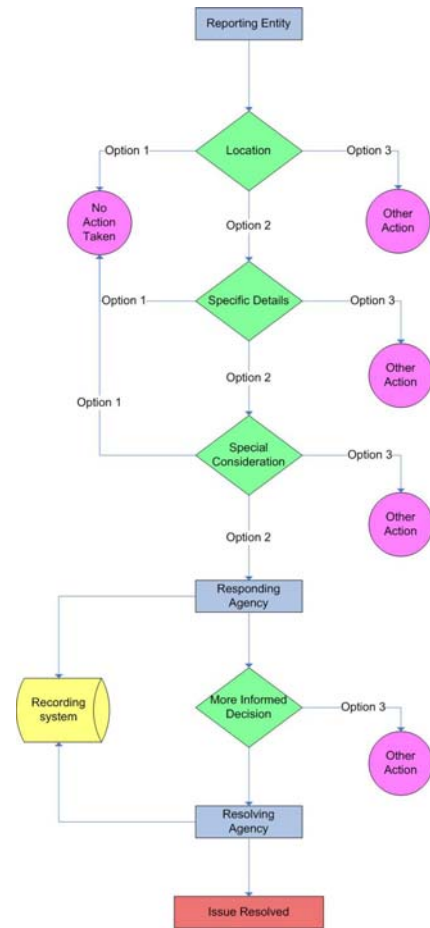 Reporting Entity
Option 1
Location
Option 3
No
Action
Taken
Other
Action
Option 2
Option 1
Specific Details
Option 3
Other
Action
Option 2
Option 1
Special
Consideration
Option 3
Other
Action
Option 2
Responding
Agency
Recording
system
More Informed
Decision
Option 3
Other
Action
Resolving
Agency
Issue Resolved